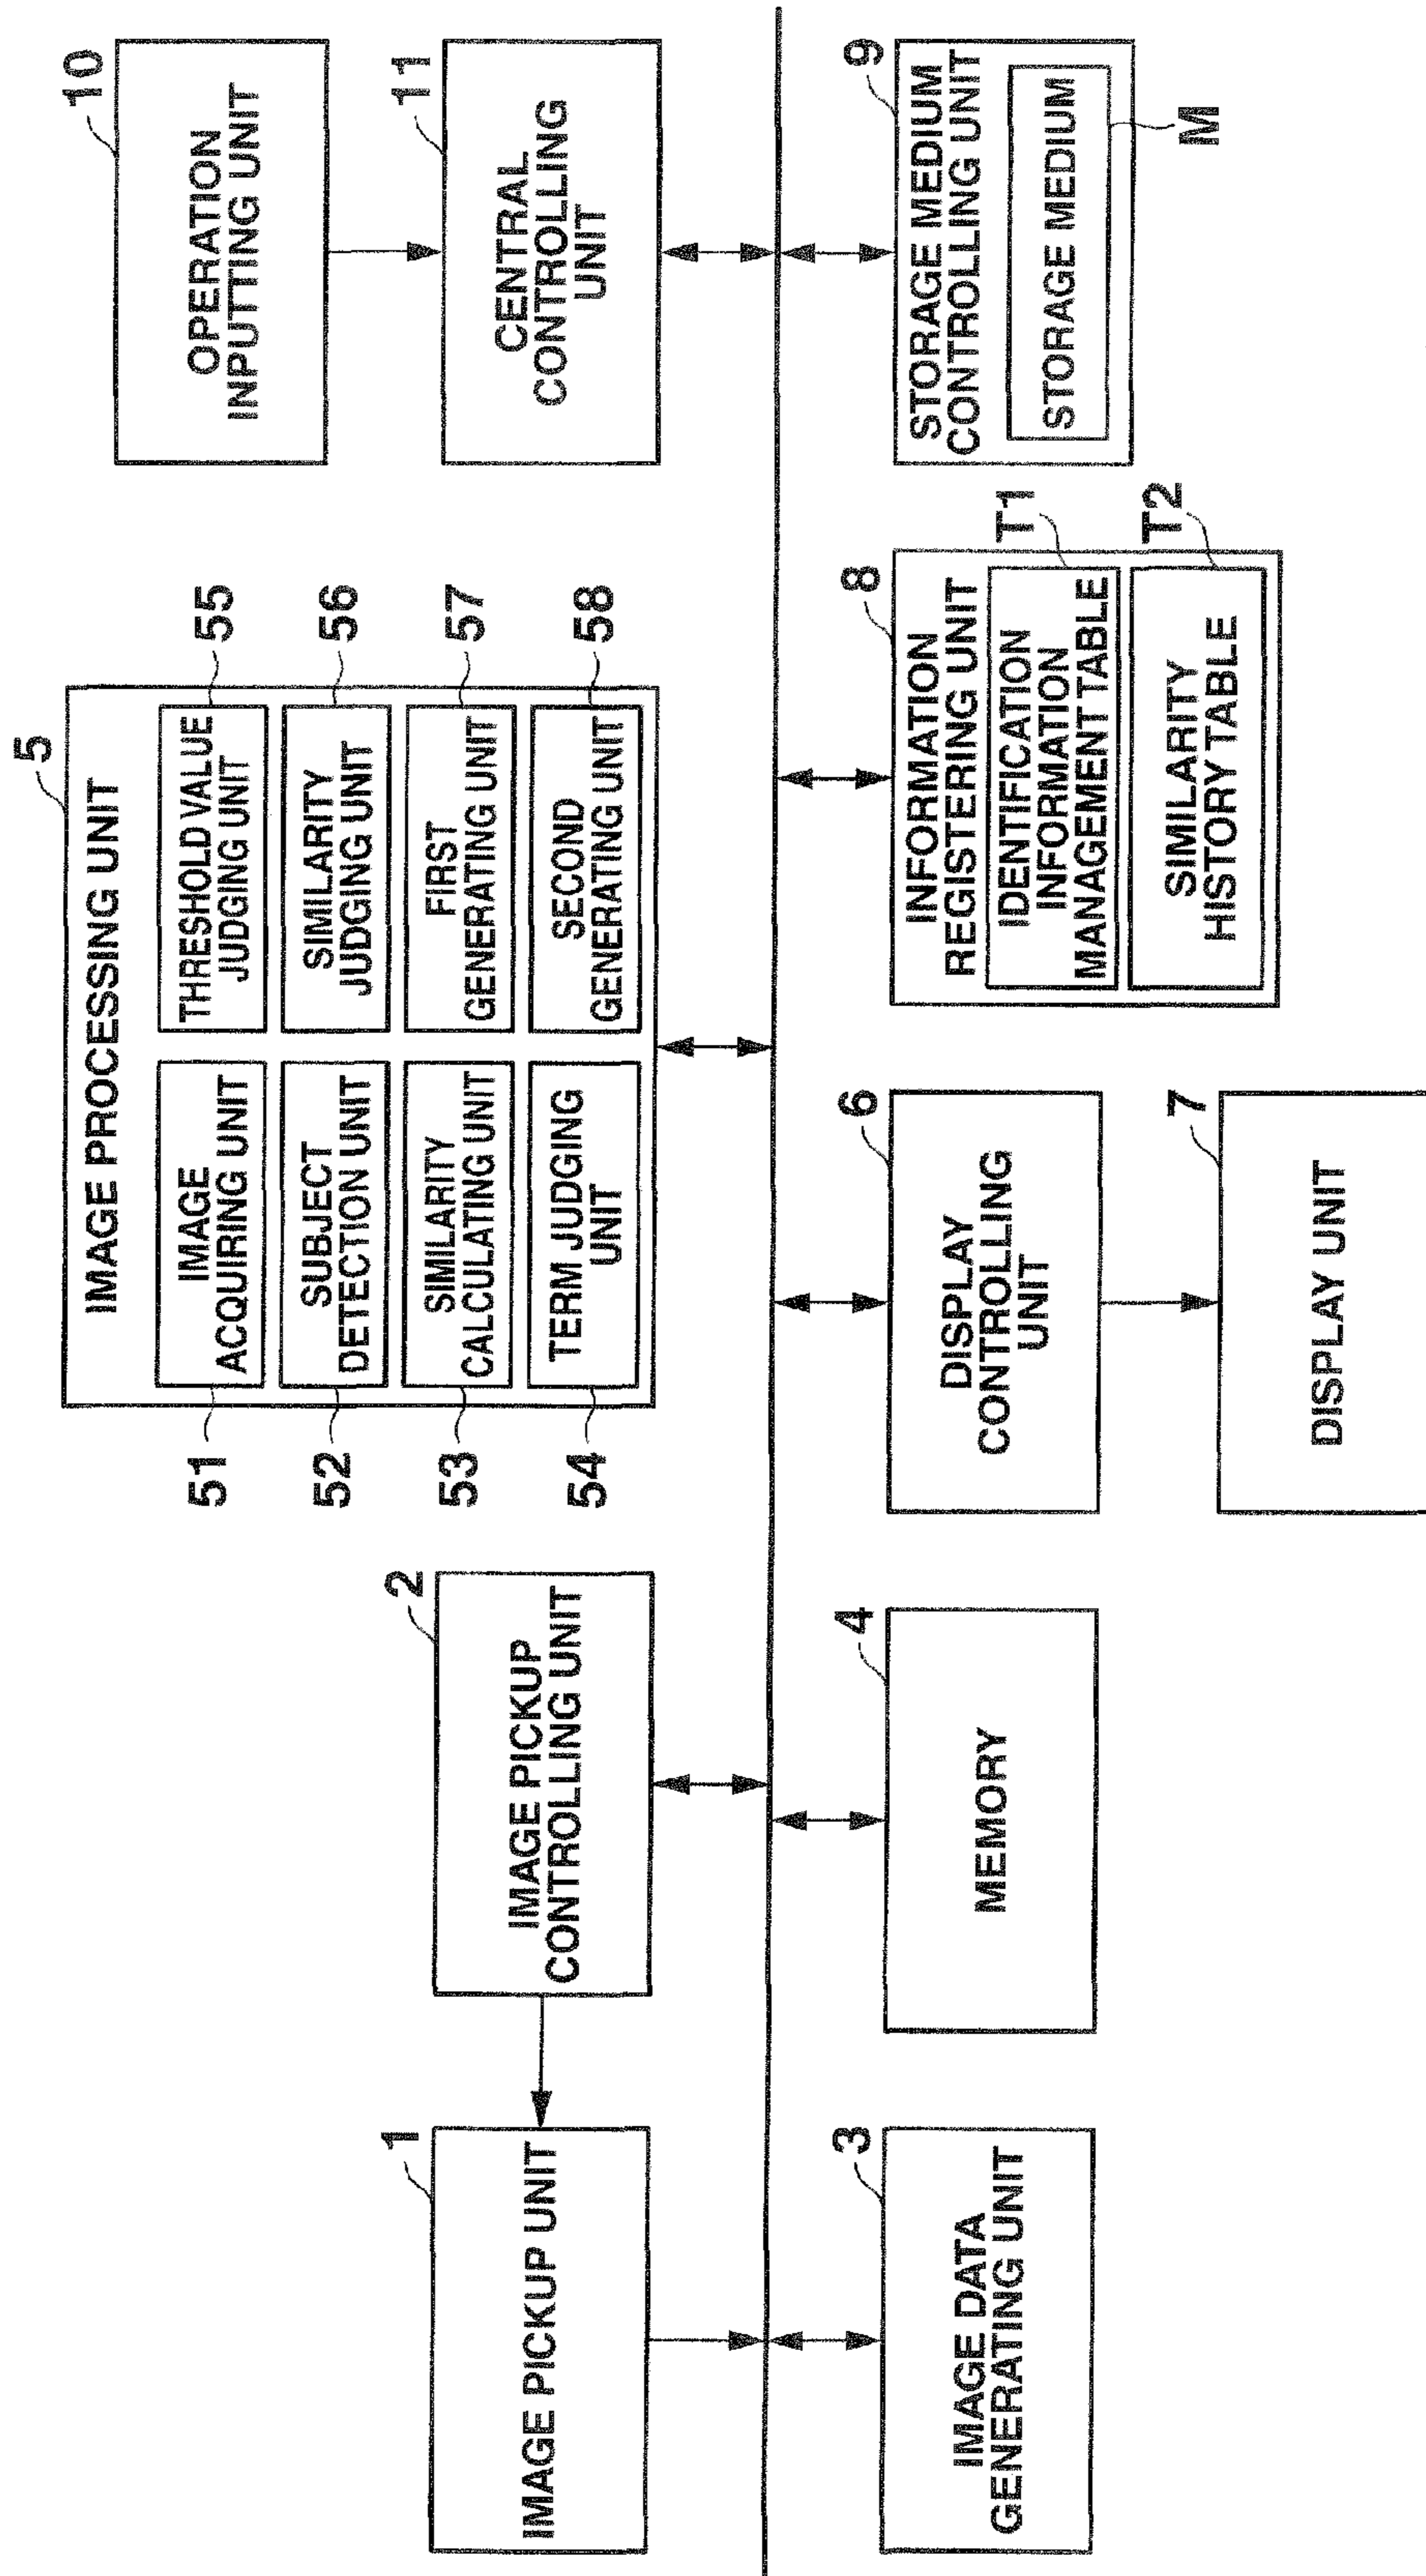 1
IMAGE PICKUP UNIT
2
IMAGE PICKUP
CONTROLLING UNIT
5
IMAGE PROCESSING UNIT
51
IMAGE
ACQUIRING UNIT
52
SUBJECT
DETECTION UNIT
53
SIMILARITY
CALCULATING UNIT
54
TERM JUDGING
UNIT
55
THRESHOLD VALUE
JUDGING UNIT
56
SIMILARITY
JUDGING UNIT
57
FIRST
GENERATING UNIT
58
SECOND
GENERATING UNIT
10
OPERATION
INPUTTING UNIT
11
CENTRAL
CONTROLLING
UNIT
3
IMAGE DATA
GENERATING UNIT
4
MEMORY
6
DISPLAY
CONTROLLING
UNIT
7
DISPLAY UNIT
8
INFORMATION
REGISTERING UNIT
T1
IDENTIFICATION
INFORMATION
MANAGEMENT TABLE
T2
SIMILARITY
HISTORY TABLE
9
STORAGE MEDIUM
CONTROLLING UNIT
STORAGE MEDIUM
M